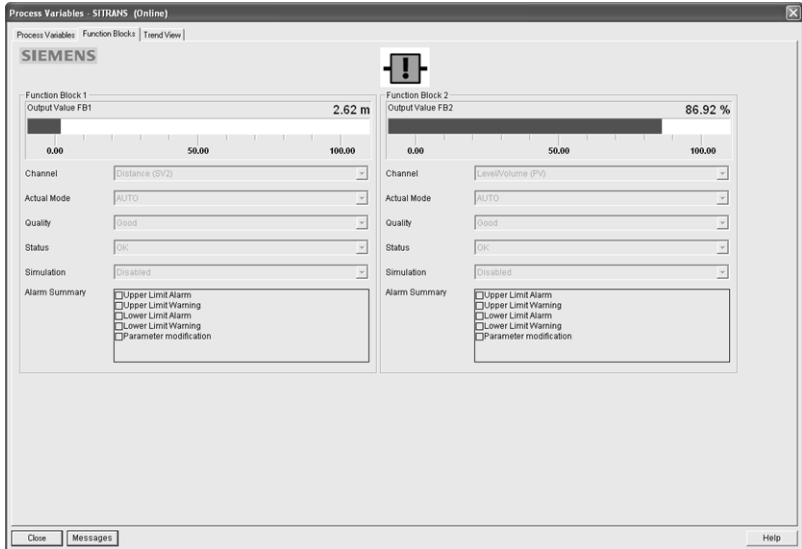 Process Variables - SITRANS (Online)
Process Variables Function Blocks Trend View
SIEMENS
Function Block 1
Output Value FB1 2.62 m
0.00 50.00 100.00
Channel Distance (SV2)
Actual Mode AUTO
Quality Good
Status OK
Simulation Disabled
Alarm Summary
Upper Limit Alarm
Upper Limit Warning
Lower Limit Alarm
Lower Limit Warning
Parameter modification
Function Block 2
Output Value FB2 86.92 %
0.00 50.00 100.00
Channel Level/Volume (PV)
Actual Mode AUTO
Quality Good
Status OK
Simulation Disabled
Alarm Summary
Upper Limit Alarm
Upper Limit Warning
Lower Limit Alarm
Lower Limit Warning
Parameter modification
Close Messages Help